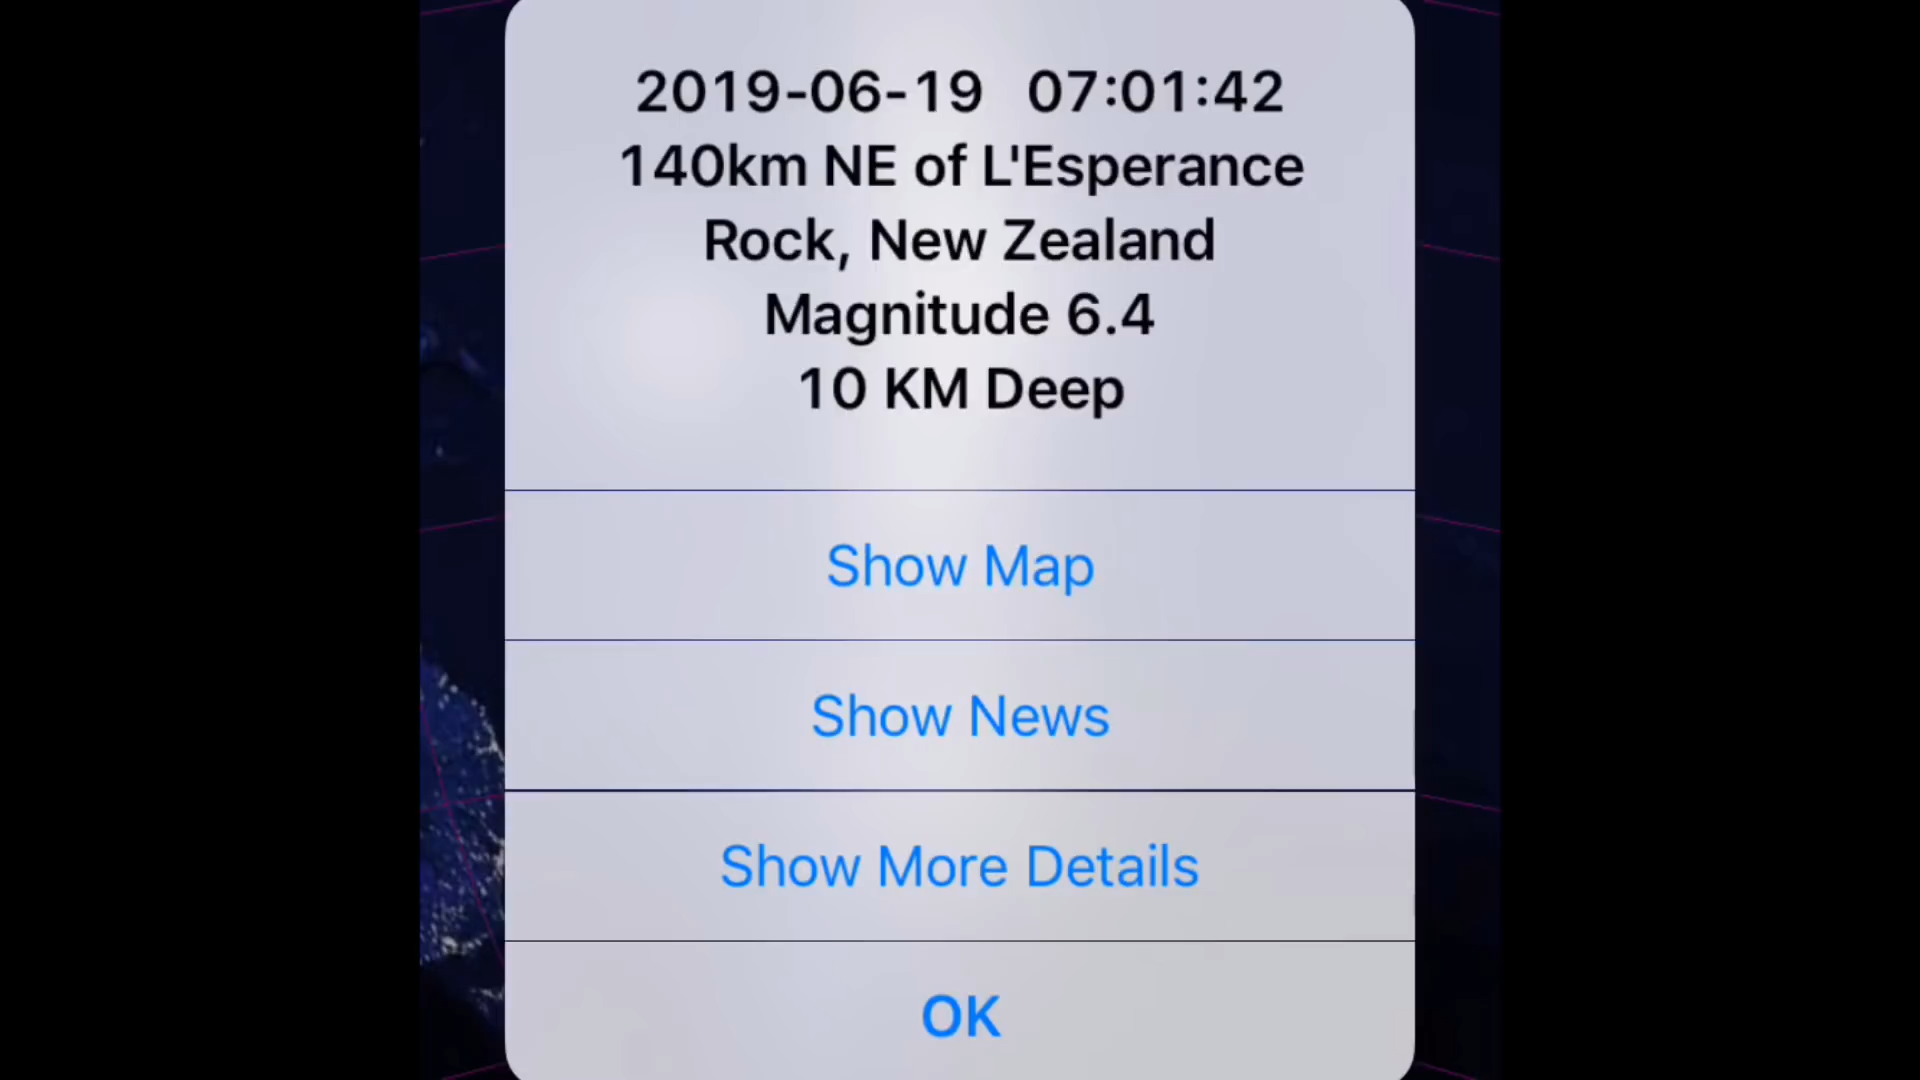 2019-06-19 07:01:42
140km NE of L'Esperance
Rock, New Zealand
Magnitude 6.4
10 KM Deep
Show Map
Show News
Show More Details
OK